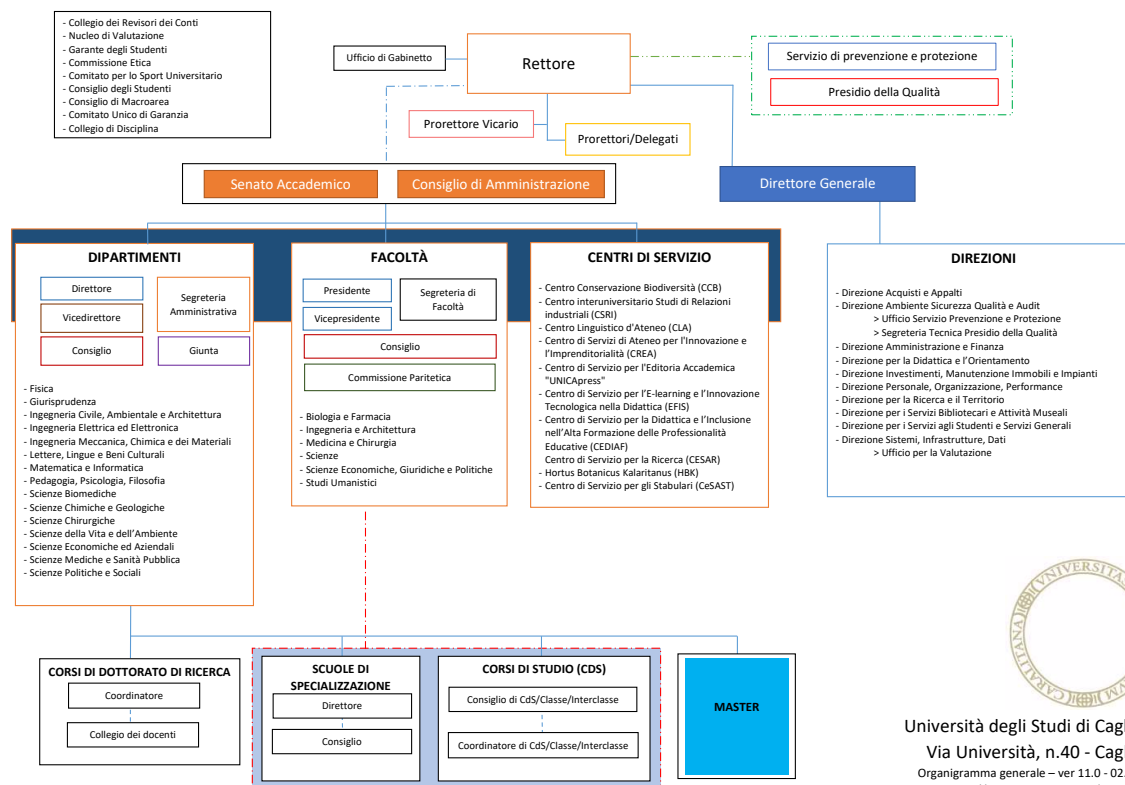 - Collegio dei Revisori dei Conti
- Nucleo di Valutazione
- Garante degli Studenti
- Commissione Etica
- Comitato per lo Sport Universitario
- Consiglio degli Studenti
- Consiglio di Macroarea
- Comitato Unico di Garanzia
- Collegio di Disciplina
Ufficio di Gabinetto
Rettore
Servizio di prevenzione e protezione
Presidio della Qualità
Prorettore Vicario
Prorettori/Delegati
Senato Accademico
Consiglio di Amministrazione
Direttore Generale
DIPARTIMENTI
Direttore
Vicedirettore
Segreteria
Amministrativa
Consiglio
Giunta
- Fisica
- Giurisprudenza
- Ingegneria Civile, Ambientale e Architettura
- Ingegneria Elettrica ed Elettronica
- Ingegneria Meccanica, Chimica e dei Materiali
- Lettere, Lingue e Beni Culturali
- Matematica e Informatica
- Pedagogia, Psicologia, Filosofia
- Scienze Biomediche
- Scienze Chimiche e Geologiche
- Scienze Chirurgiche
- Scienze della Vita e dell’Ambiente
- Scienze Economiche ed Aziendali
- Scienze Mediche e Sanità Pubblica
- Scienze Politiche e Sociali
FACOLTÀ
Presidente
Vicepresidente
Segreteria di
Facoltà
Consiglio
Commissione Paritetica
- Biologia e Farmacia
- Ingegneria e Architettura
- Medicina e Chirurgia
- Scienze
- Scienze Economiche, Giuridiche e Politiche
- Studi Umanistici
CENTRI DI SERVIZIO
- Centro Conservazione Biodiversità (CCB)
- Centro interuniversitario Studi di Relazioni
industriali (CSRI)
- Centro Linguistico d'Ateneo (CLA)
- Centro di Servizi di Ateneo per l'Innovazione e
l’Imprenditorialità (CREA)
- Centro di Servizio per l'Editoria Accademica
"UNICApress"
- Centro di Servizio per l’E-learning e l’Innovazione
Tecnologica nella Didattica (EFIS)
- Centro di Servizio per la Didattica e l’Inclusione
nell’Alta Formazione delle Professionalità
Educative (CEDIAF)
Centro di Servizio per la Ricerca (CESAR)
- Hortus Botanicus Kalaritanus (HBK)
- Centro di Servizio per gli Stabulari (CeSAST)
DIREZIONI
- Direzione Acquisti e Appalti
- Direzione Ambiente Sicurezza Qualità e Audit
> Ufficio Servizio Prevenzione e Protezione
> Segreteria Tecnica Presidio della Qualità
- Direzione Amministrazione e Finanza
- Direzione per la Didattica e l’Orientamento
- Direzione Investimenti, Manutenzione Immobili e Impianti
- Direzione Personale, Organizzazione, Performance
- Direzione per la Ricerca e il Territorio
- Direzione per i Servizi Bibliotecari e Attività Museali
- Direzione per i Servizi agli Studenti e Servizi Generali
- Direzione Sistemi, Infrastrutture, Dati
> Ufficio per la Valutazione
CORSI DI DOTTORATO DI RICERCA
Coordinatore
Collegio dei docenti
SCUOLE DI
SPECIALIZZAZIONE
Direttore
Consiglio
CORSI DI STUDIO (CDS)
Consiglio di CdS/Classe/Interclasse
Coordinatore di CdS/Classe/Interclasse
MASTER
Università degli Studi di Cagl
Via Università, n.40 - Cagl
Organigramma generale – ver 11.0 - 02